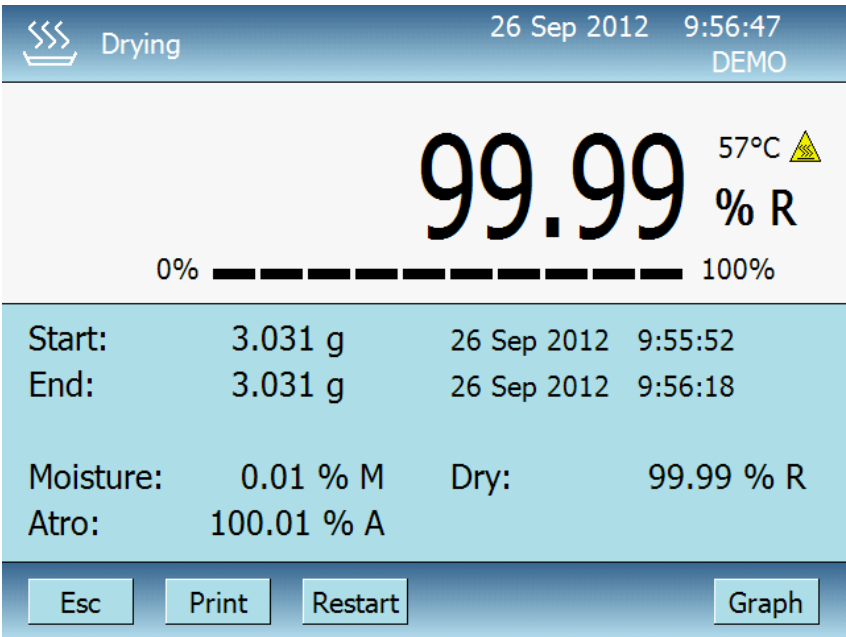 Drying 26 Sep 2012 9:56:47
DEMO
99.99 57°C
% R
0% 100%
Start: 3.031 g 26 Sep 2012 9:55:52
End: 3.031 g 26 Sep 2012 9:56:18
Moisture: 0.01 % M Dry: 99.99 % R
Atro: 100.01 % A
Esc Print Restart Graph